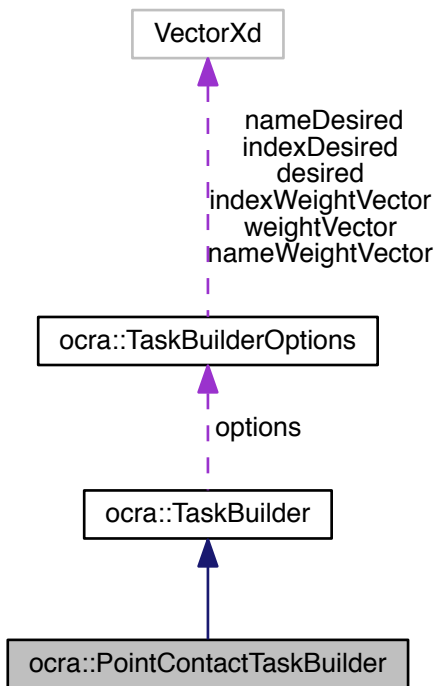 VectorXd
nameDesired
indexDesired
desired
indexWeightVector
weightVector
nameWeightVector
ocra::TaskBuilderOptions
options
ocra::TaskBuilder
ocra::PointContactTaskBuilder